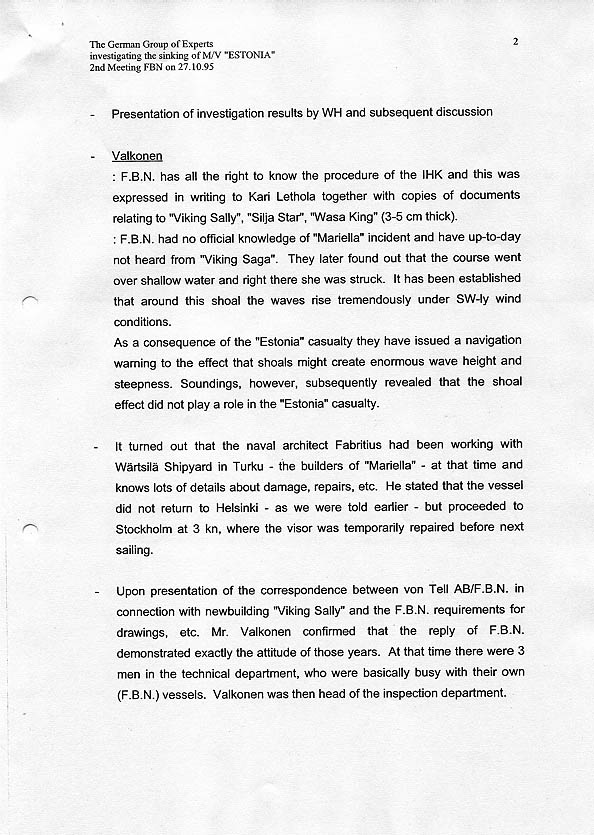 The German Group of Experts
2
investigating the sinking of M/V "ESTONIA"
2nd Meeting FBN on 27.10.95
- Presentation of investigation results by WH and subsequent discussion
- Valkonen
: F.B.N. has all the right to know the procedure of the IHK and this was
expressed in writing to Kari Lethola together with copies of documents
relating to "Viking Sally", "Silja Star", "Wasa King" (3-5 cm thick).
: F.B.N. had no official knowledge of "Mariella" incident and have up-to-day
not heard from "Viking Saga". They later found out that the course went
over shallow water and right there she was struck. It has been established
that around this shoal the waves rise tremendously under SW-ly wind
conditions.
As a consequence of the "Estonia" casualty they have issued a navigation
warning to the effect that shoals might create enormous wave height and
steepness. Soundings, however, subsequently revealed that the shoal
effect did not play a role in the "Estonia" casualty.
- It turned out that the naval architect Fabritius had been working with
Wärtsilä Shipyard in Turku - the builders of "Mariella" - at that time and
knows lots of details about damage, repairs, etc. He stated that the vessel
did not return to Helsinki - as we were told earlier - but proceeded to
Stockholm at 3 kn, where the visor was temporarily repaired before next
sailing.
- Upon presentation of the correspondence between von Tell AB/F.B.N. in
connection with newbuilding "Viking Sally" and the F.B.N. requirements for
drawings, etc. Mr. Valkonen confirmed that the reply of F.B.N.
demonstrated exactly the attitude of those years. At that time there were 3
men in the technical department, who were basically busy with their own
(F.B.N.) vessels. Valkonen was then head of the inspection department.